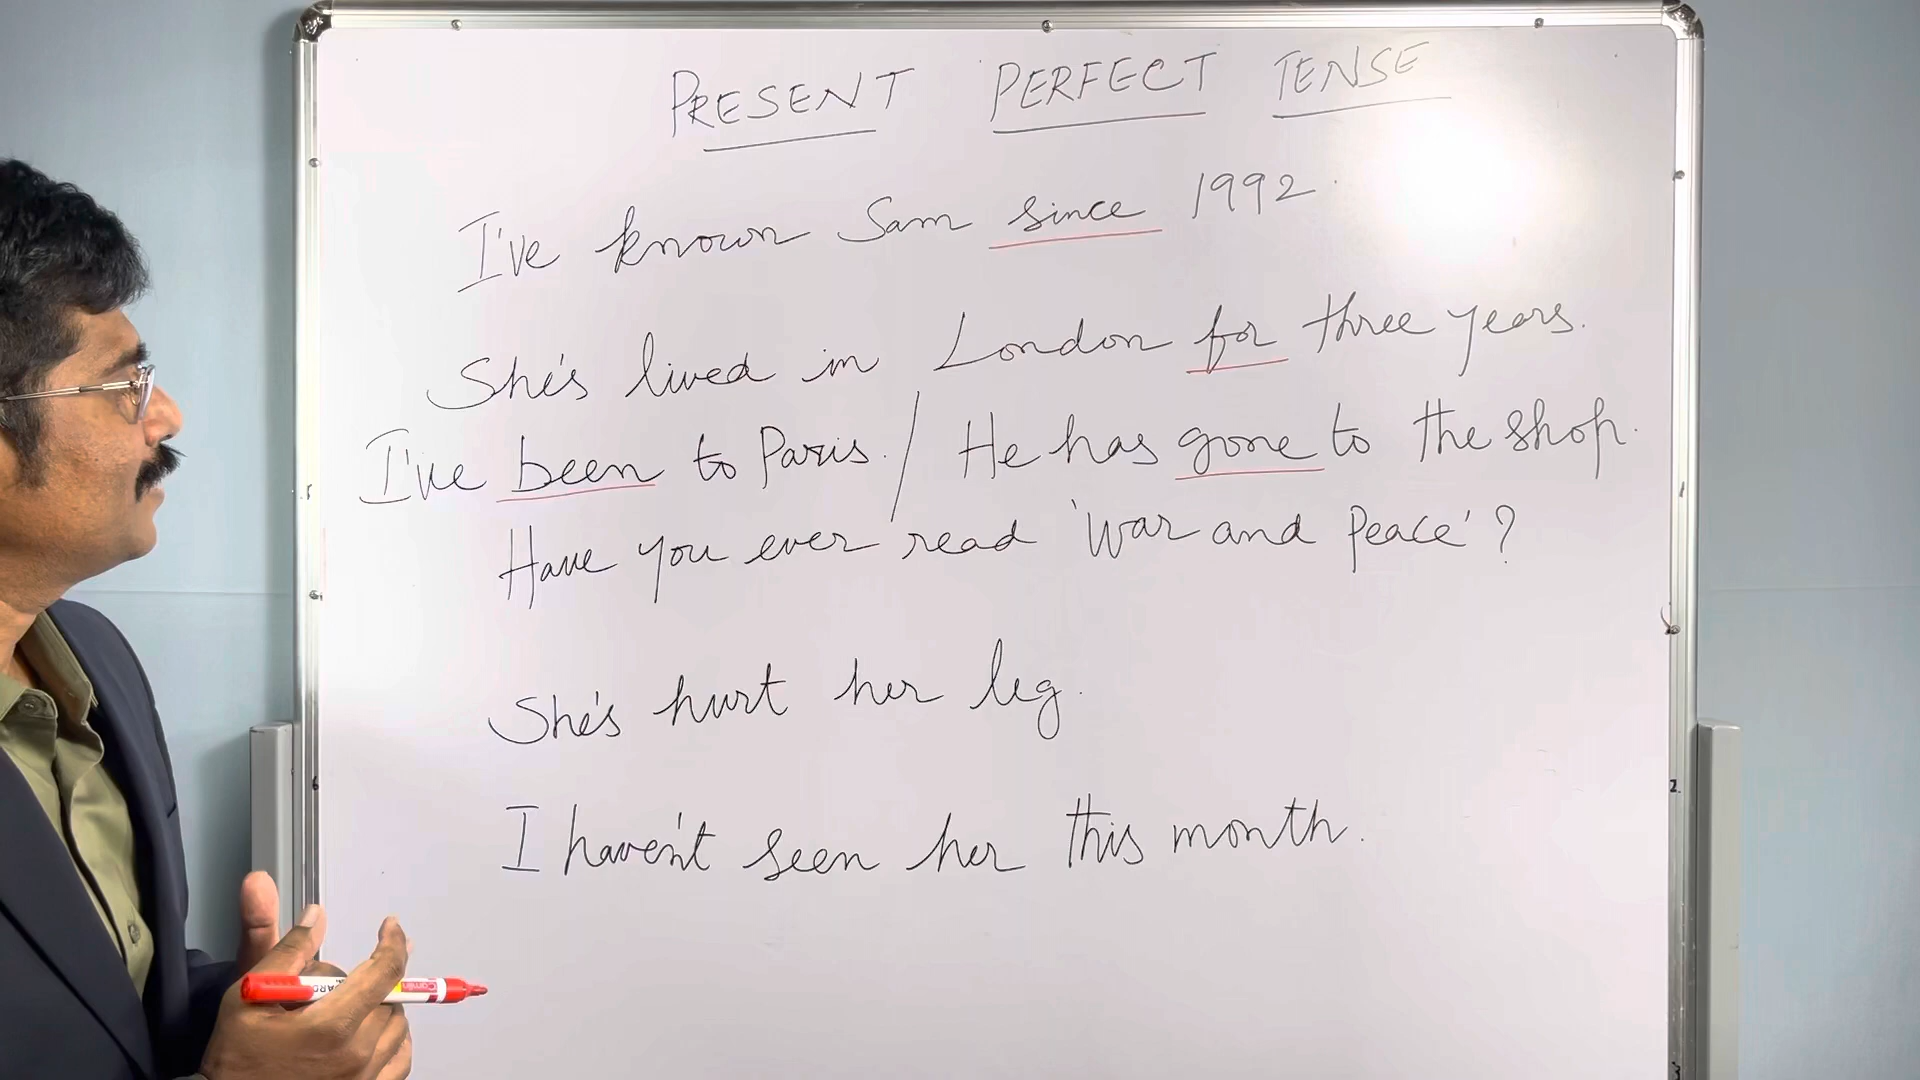 PRESENT PERFECT TENSE
I've known Sam since 1992.
She's lived in London for three years.
I've been to Paris. / He has gone to the shop.
Have you ever read 'War and Peace'?
She's hurt her leg.
I haven't seen her this month.
Camlin